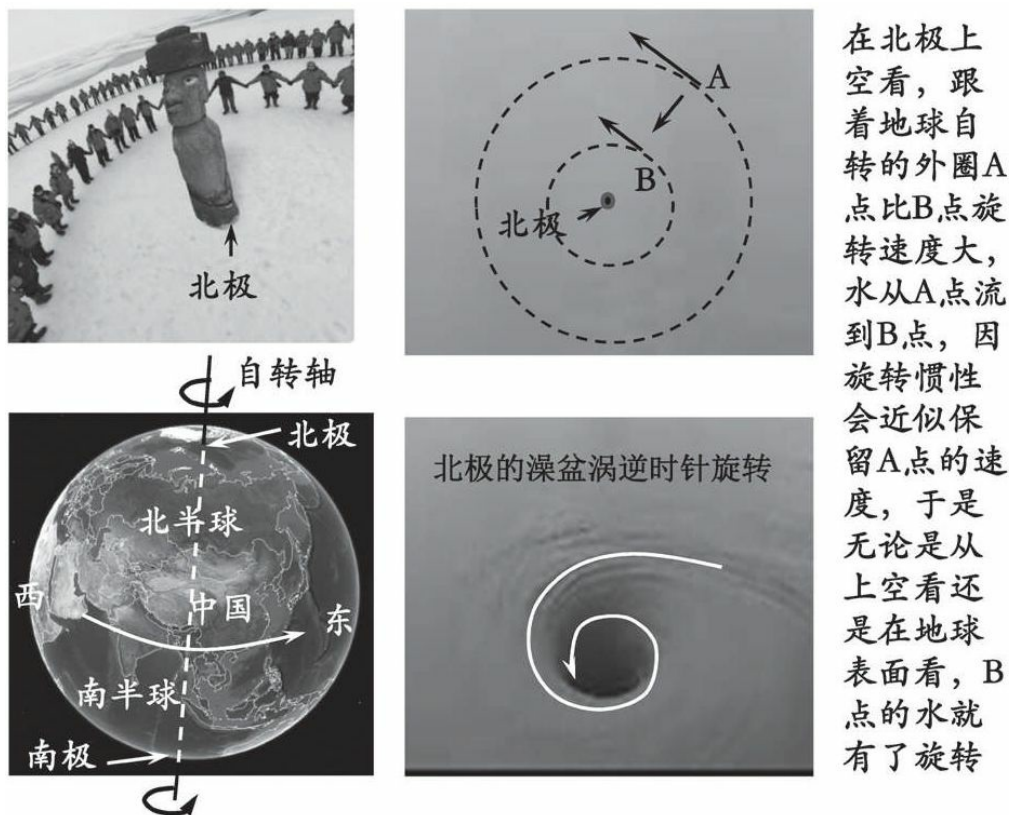 北极
A
B
北极
自转轴
北极
北半球
西
中国
东
南半球
南极
北极的澡盆涡逆时针旋转
在北极上
空看，跟
着地球自
转的外圈A
点比B点旋
转速度大，
水从A点流
到B点，因
旋转惯性
会近似保
留A点的速
度，于是
无论是从
上空看还
是在地球
表面看，B
点的水就
有了旋转